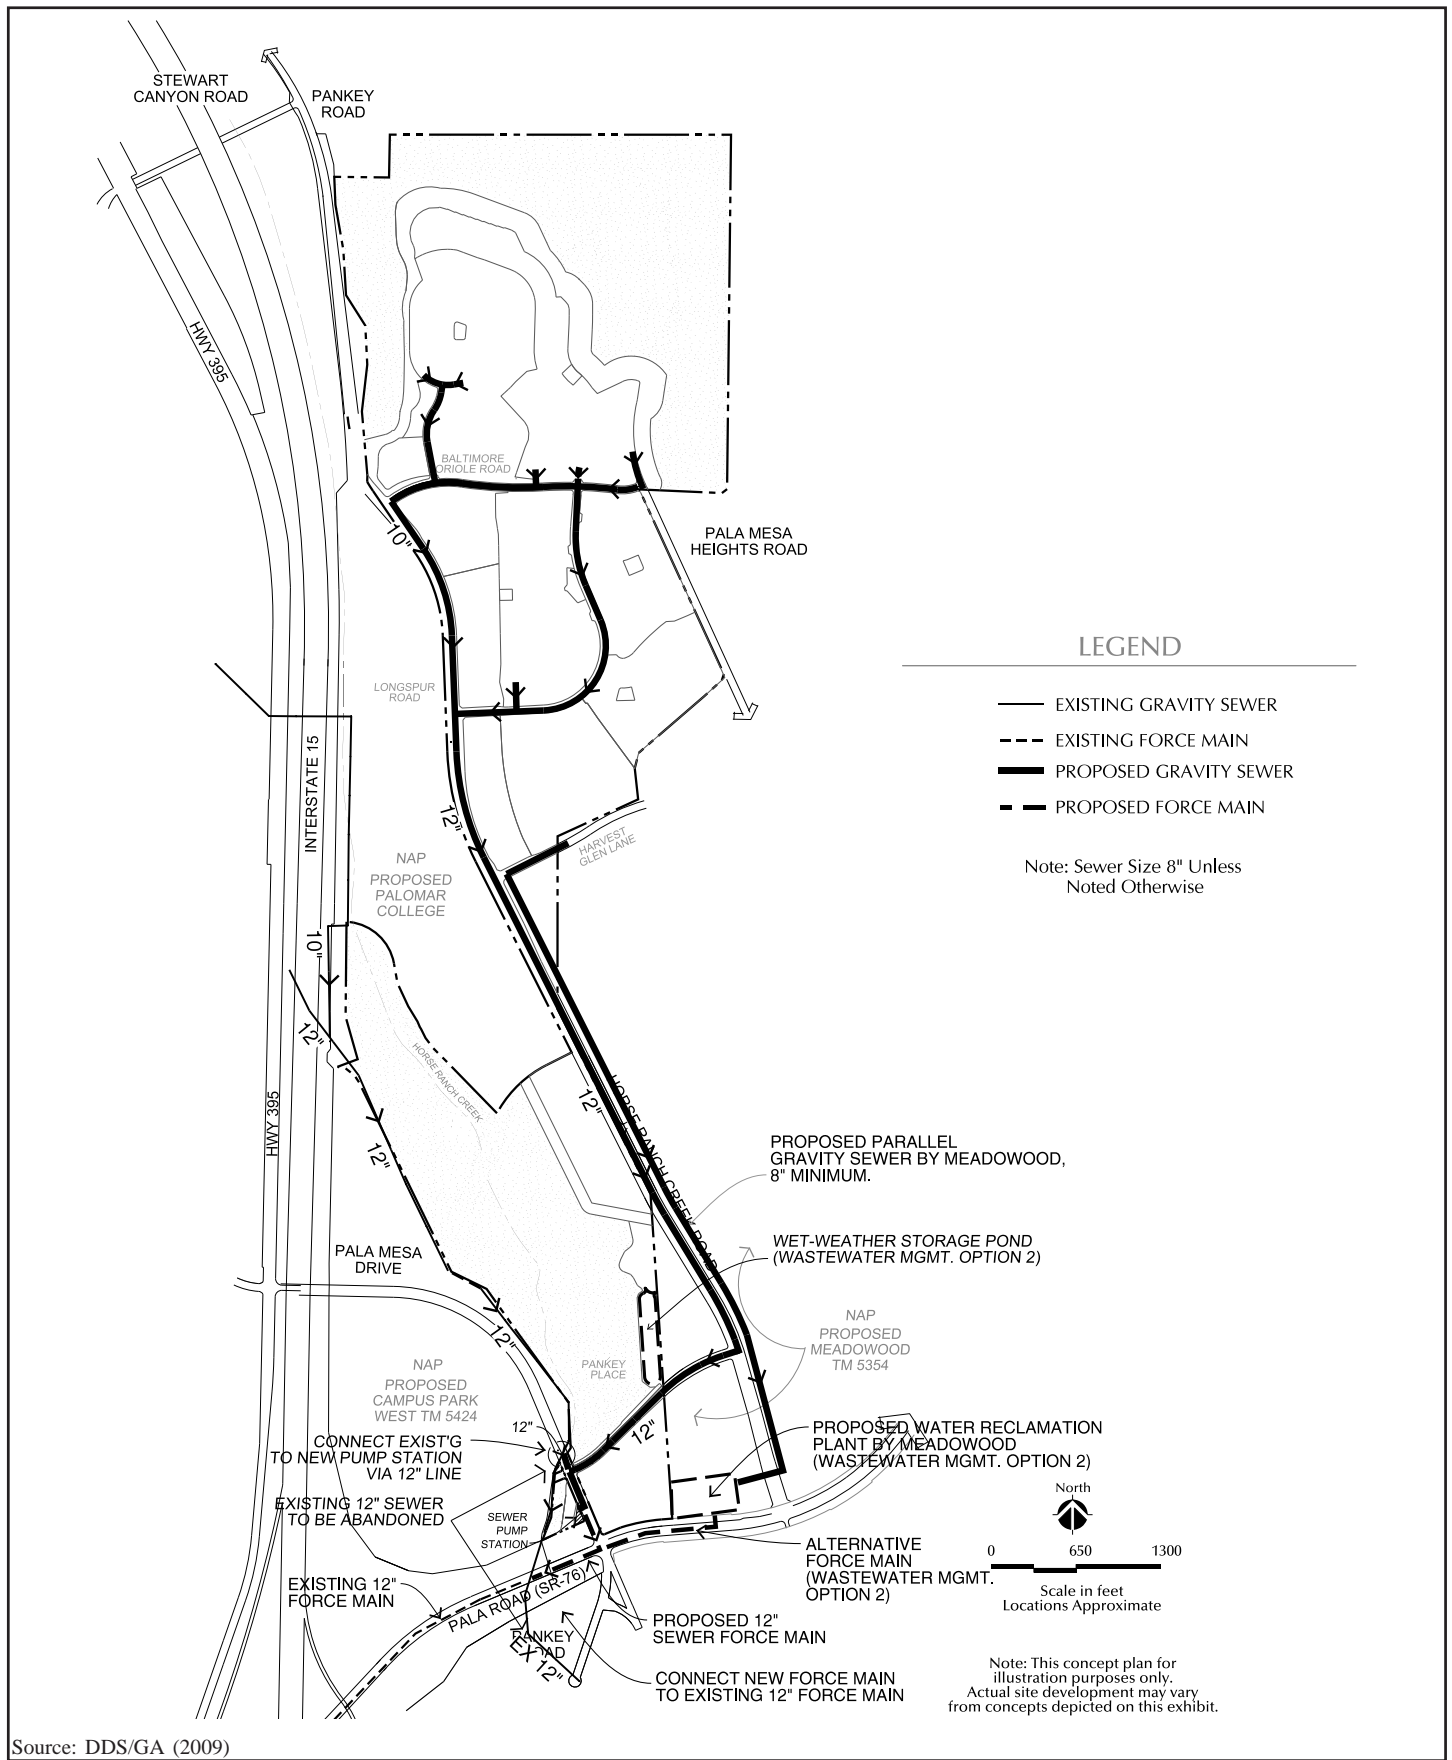 STEWART
CANYON ROAD
PANKEY
ROAD
HWY 395
BALTIMORE
ORIOLE ROAD
10"
PALA MESA
HEIGHTS ROAD
LEGEND
EXISTING GRAVITY SEWER
EXISTING FORCE MAIN
PROPOSED GRAVITY SEWER
PROPOSED FORCE MAIN
Note: Sewer Size 8" Unless
Noted Otherwise
LONGSPUR
ROAD
INTERSTATE 15
12"
HARVEST
GLEN LANE
NAP
PROPOSED
PALOMAR
COLLEGE
10"
12"
HORSE RANCH CREEK
HWY 395
12"
12"
HORSE RANCH CREEK ROAD
PROPOSED PARALLEL
GRAVITY SEWER BY MEADOWOOD,
8" MINIMUM.
WET-WEATHER STORAGE POND
(WASTEWATER MGMT. OPTION 2)
PALA MESA
DRIVE
12"
NAP
PROPOSED
MEADOWOOD
TM 5354
PANKEY
PLACE
NAP
PROPOSED
CAMPUS PARK
WEST TM 5424
12"
12"
CONNECT EXIST'G
TO NEW PUMP STATION
VIA 12" LINE
PROPOSED WATER RECLAMATION
PLANT BY MEADOWOOD
(WASTEWATER MGMT. OPTION 2)
EXISTING 12" SEWER
TO BE ABANDONED
SEWER
PUMP
STATION
North
0 650 1300
Scale in feet
Locations Approximate
ALTERNATIVE
FORCE MAIN
(WASTEWATER MGMT.
OPTION 2)
EXISTING 12"
FORCE MAIN
PALA ROAD (SR-76)
PROPOSED 12"
SEWER FORCE MAIN
PANKEY
ROAD
EX 12"
CONNECT NEW FORCE MAIN
TO EXISTING 12" FORCE MAIN
Note: This concept plan for
illustration purposes only.
Actual site development may vary
from concepts depicted on this exhibit.
Source: DDS/GA (2009)